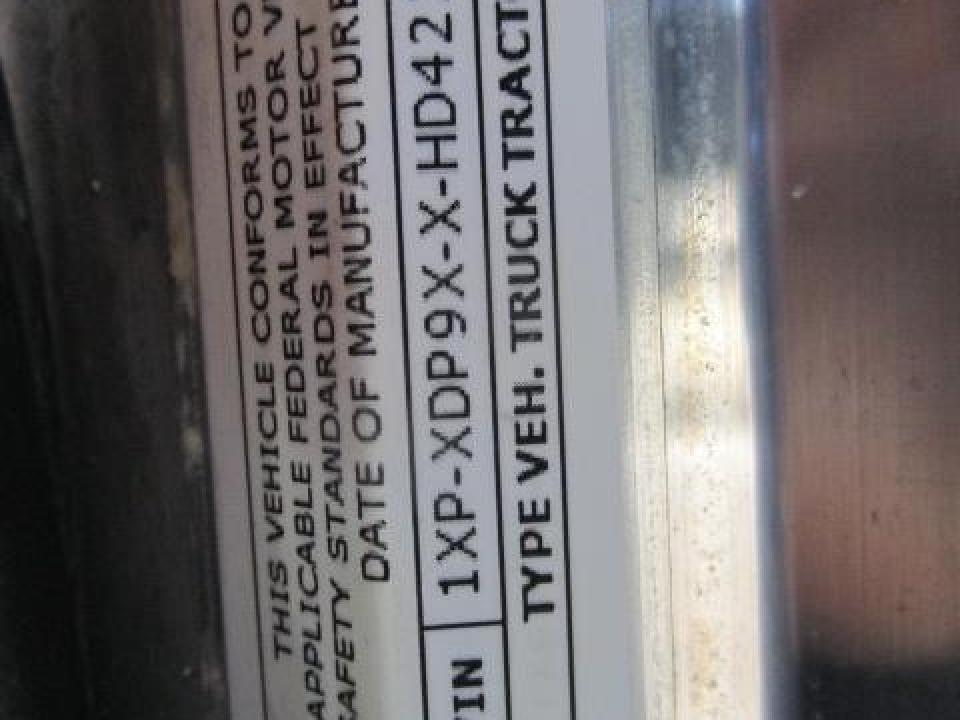 THIS VEHICLE CONFORMS TO
APPLICABLE FEDERAL MOTOR V
SAFETY STANDARDS IN EFFECT
DATE OF MANUFACTURE
VIN 1XP-XDP9X-X-HD42
TYPE VEH. TRUCK TRACT